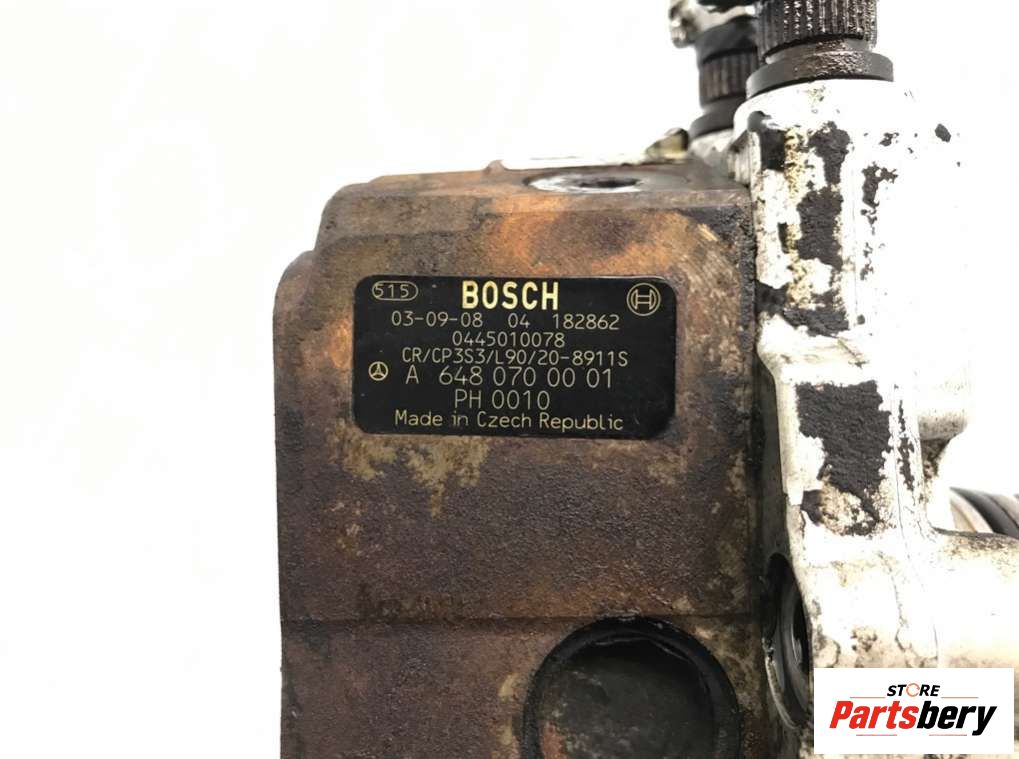 515 BOSCH
03-09-08 04 182862
0445010078
CR/CP3S3/L90/20-8911S
A 648 070 00 01
PH 0010
Made in Czech Republic
STORE
Partsbery